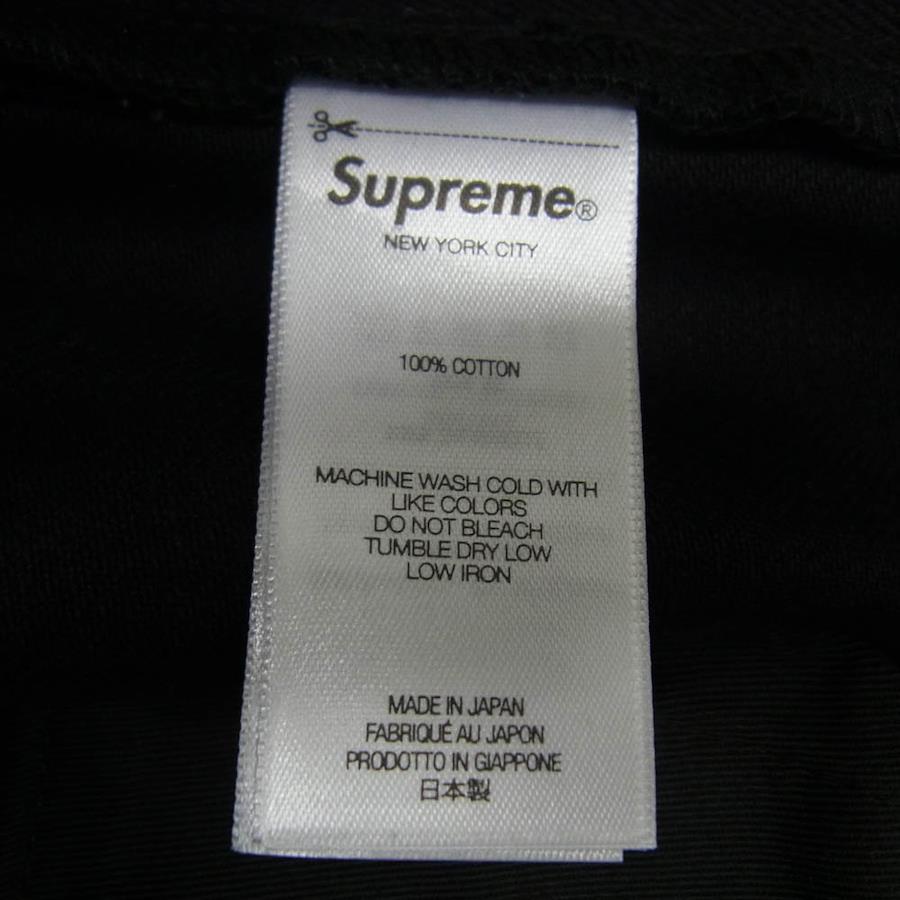 Supreme®
NEW YORK CITY
100% COTTON
MACHINE WASH COLD WITH
LIKE COLORS
DO NOT BLEACH
TUMBLE DRY LOW
LOW IRON
MADE IN JAPAN
FABRIQUÉ AU JAPON
PRODOTTO IN GIAPPONE
日本製